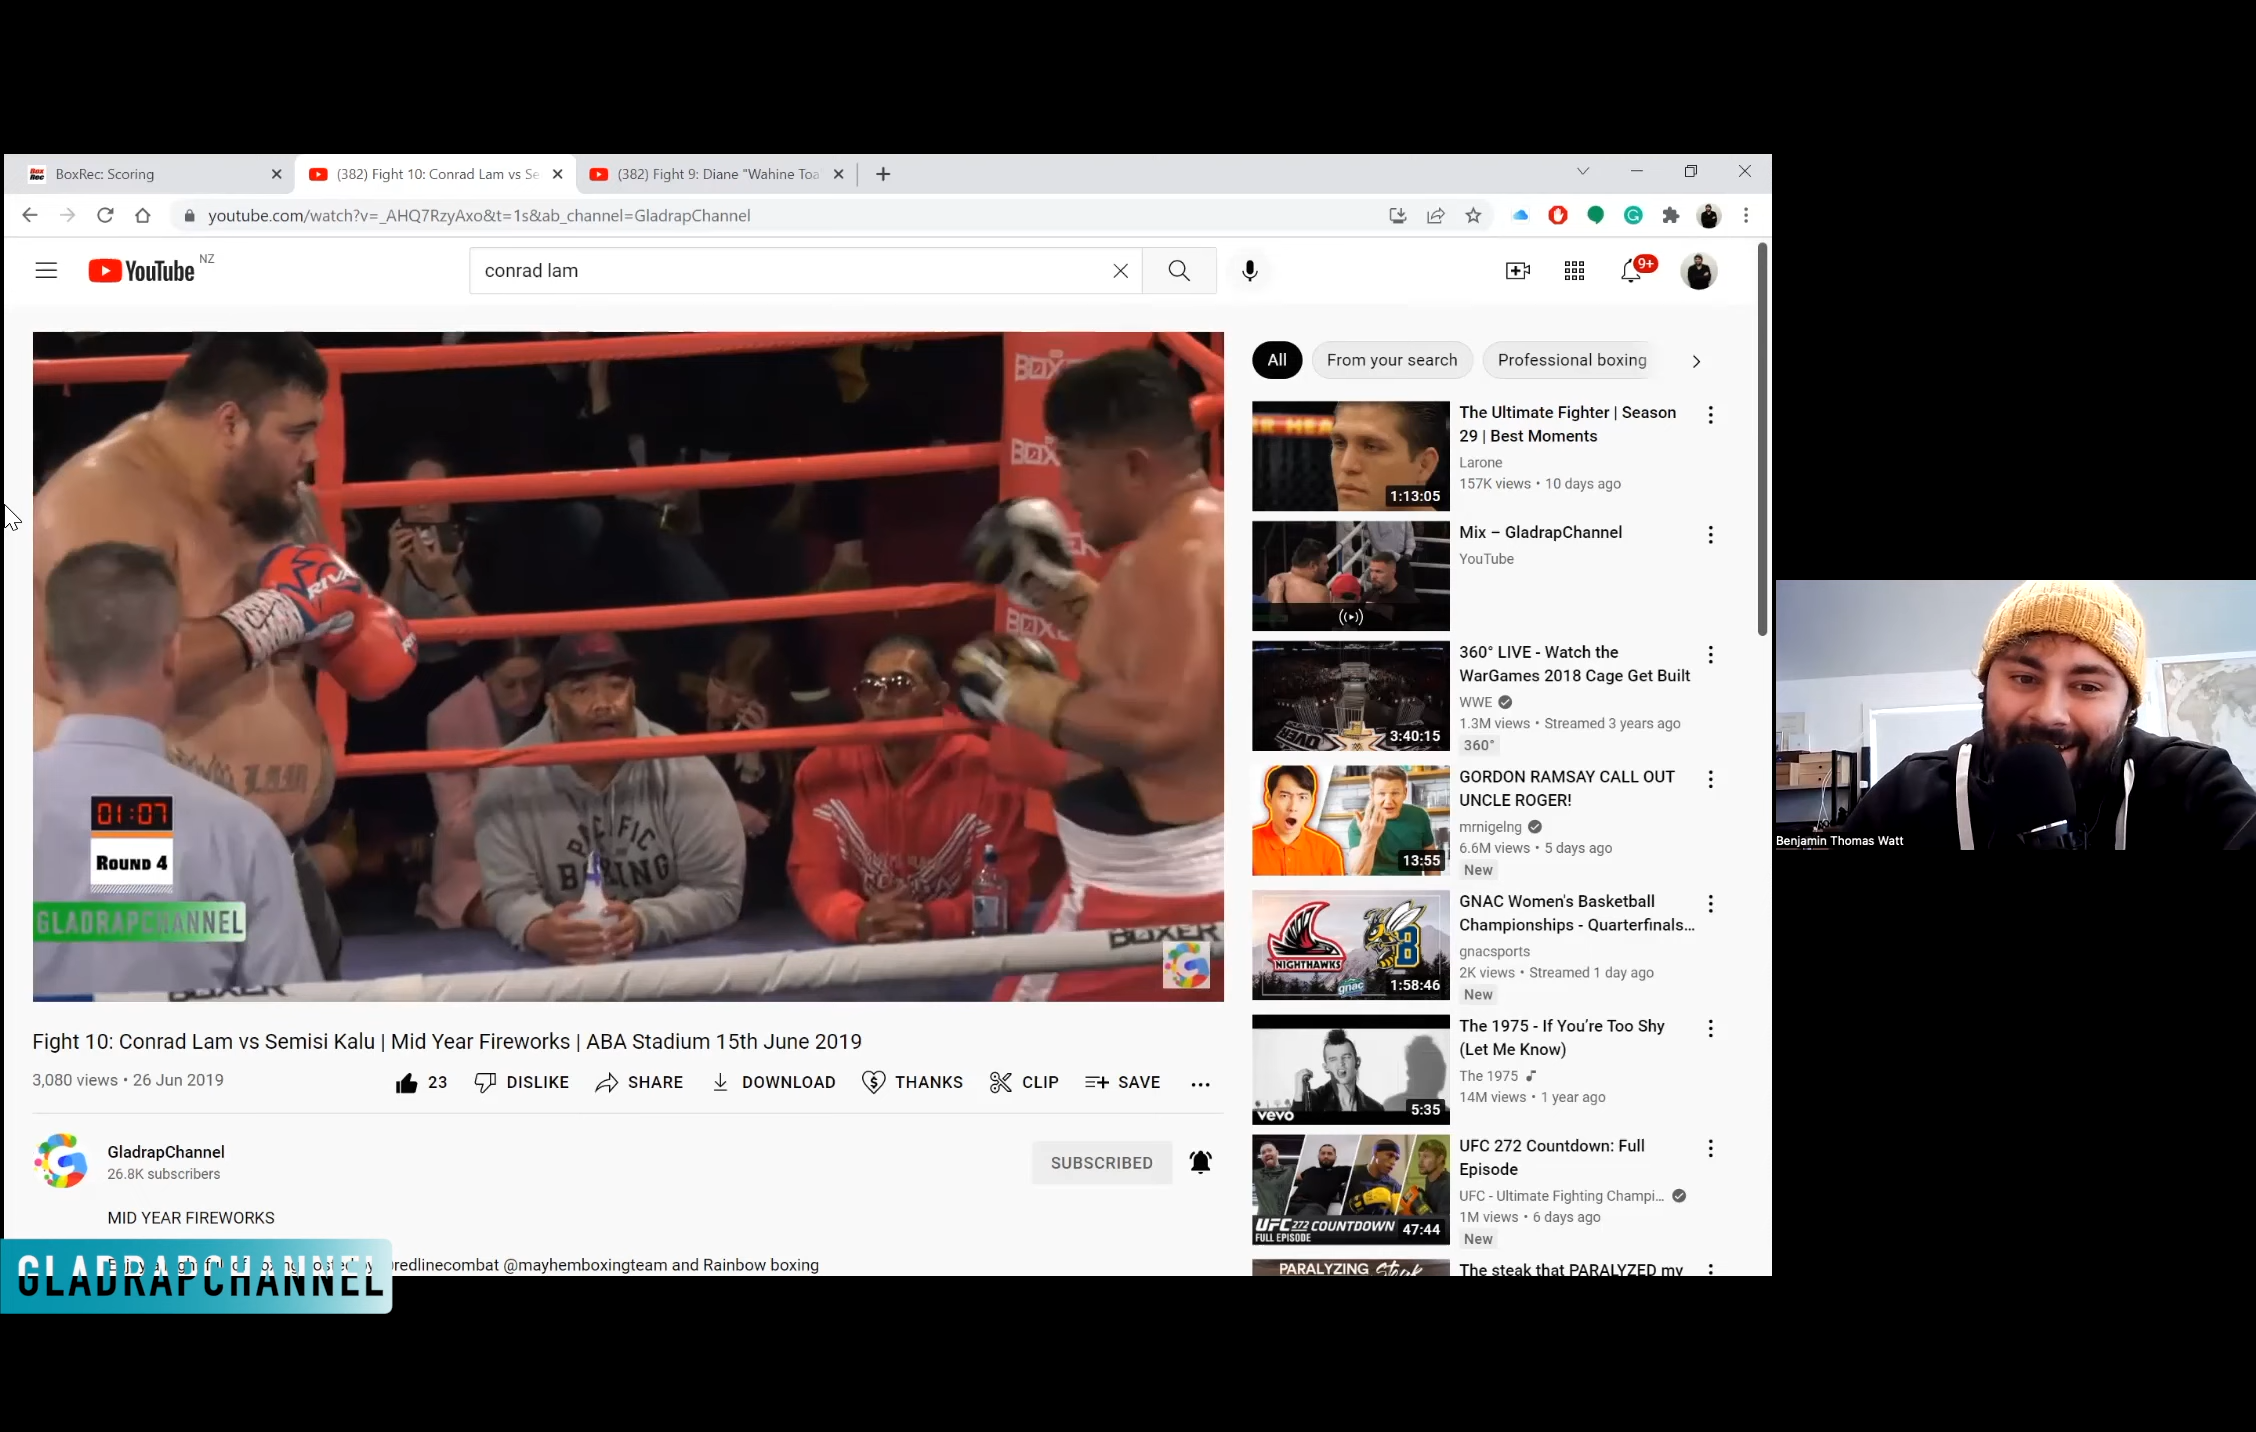 BoxRec: Scoring
(382) Fight 10: Conrad Lam vs Se
(382) Fight 9: Diane "Wahine Toa
youtube.com/watch?v=_AHQ7RzyAxo&t=1s&ab_channel=GladrapChannel
YouTube NZ
conrad lam
9+
BOXER
BOXER
RIVAL
PACIFIC
BOXING
LAM
01:07
ROUND 4
GLADRAPCHANNEL
BOXER
BOXER
Fight 10: Conrad Lam vs Semisi Kalu | Mid Year Fireworks | ABA Stadium 15th June 2019
3,080 views • 26 Jun 2019
23
DISLIKE
SHARE
DOWNLOAD
THANKS
CLIP
SAVE
GladrapChannel
26.8K subscribers
SUBSCRIBED
MID YEAR FIREWORKS
redlinecombat @mayhemboxingteam and Rainbow boxing
GLADRAPCHANNEL
All
From your search
Professional boxing
The Ultimate Fighter | Season
29 | Best Moments
Larone
157K views • 10 days ago
1:13:05
Mix – GladrapChannel
YouTube
360° LIVE - Watch the
WarGames 2018 Cage Get Built
WWE
1.3M views • Streamed 3 years ago
360°
3:40:15
GORDON RAMSAY CALL OUT
UNCLE ROGER!
mrnigelng
6.6M views • 5 days ago
New
13:55
GNAC Women's Basketball
Championships - Quarterfinals...
gnacsports
2K views • Streamed 1 day ago
New
NIGHTHAWKS
B
gnac
1:58:46
The 1975 - If You're Too Shy
(Let Me Know)
The 1975
14M views • 1 year ago
vevo
5:35
UFC 272 Countdown: Full
Episode
UFC - Ultimate Fighting Champi...
1M views • 6 days ago
New
UFC 272 COUNTDOWN
FULL EPISODE
47:44
PARALYZING Steak
The steak that PARALYZED my
Benjamin Thomas Watt